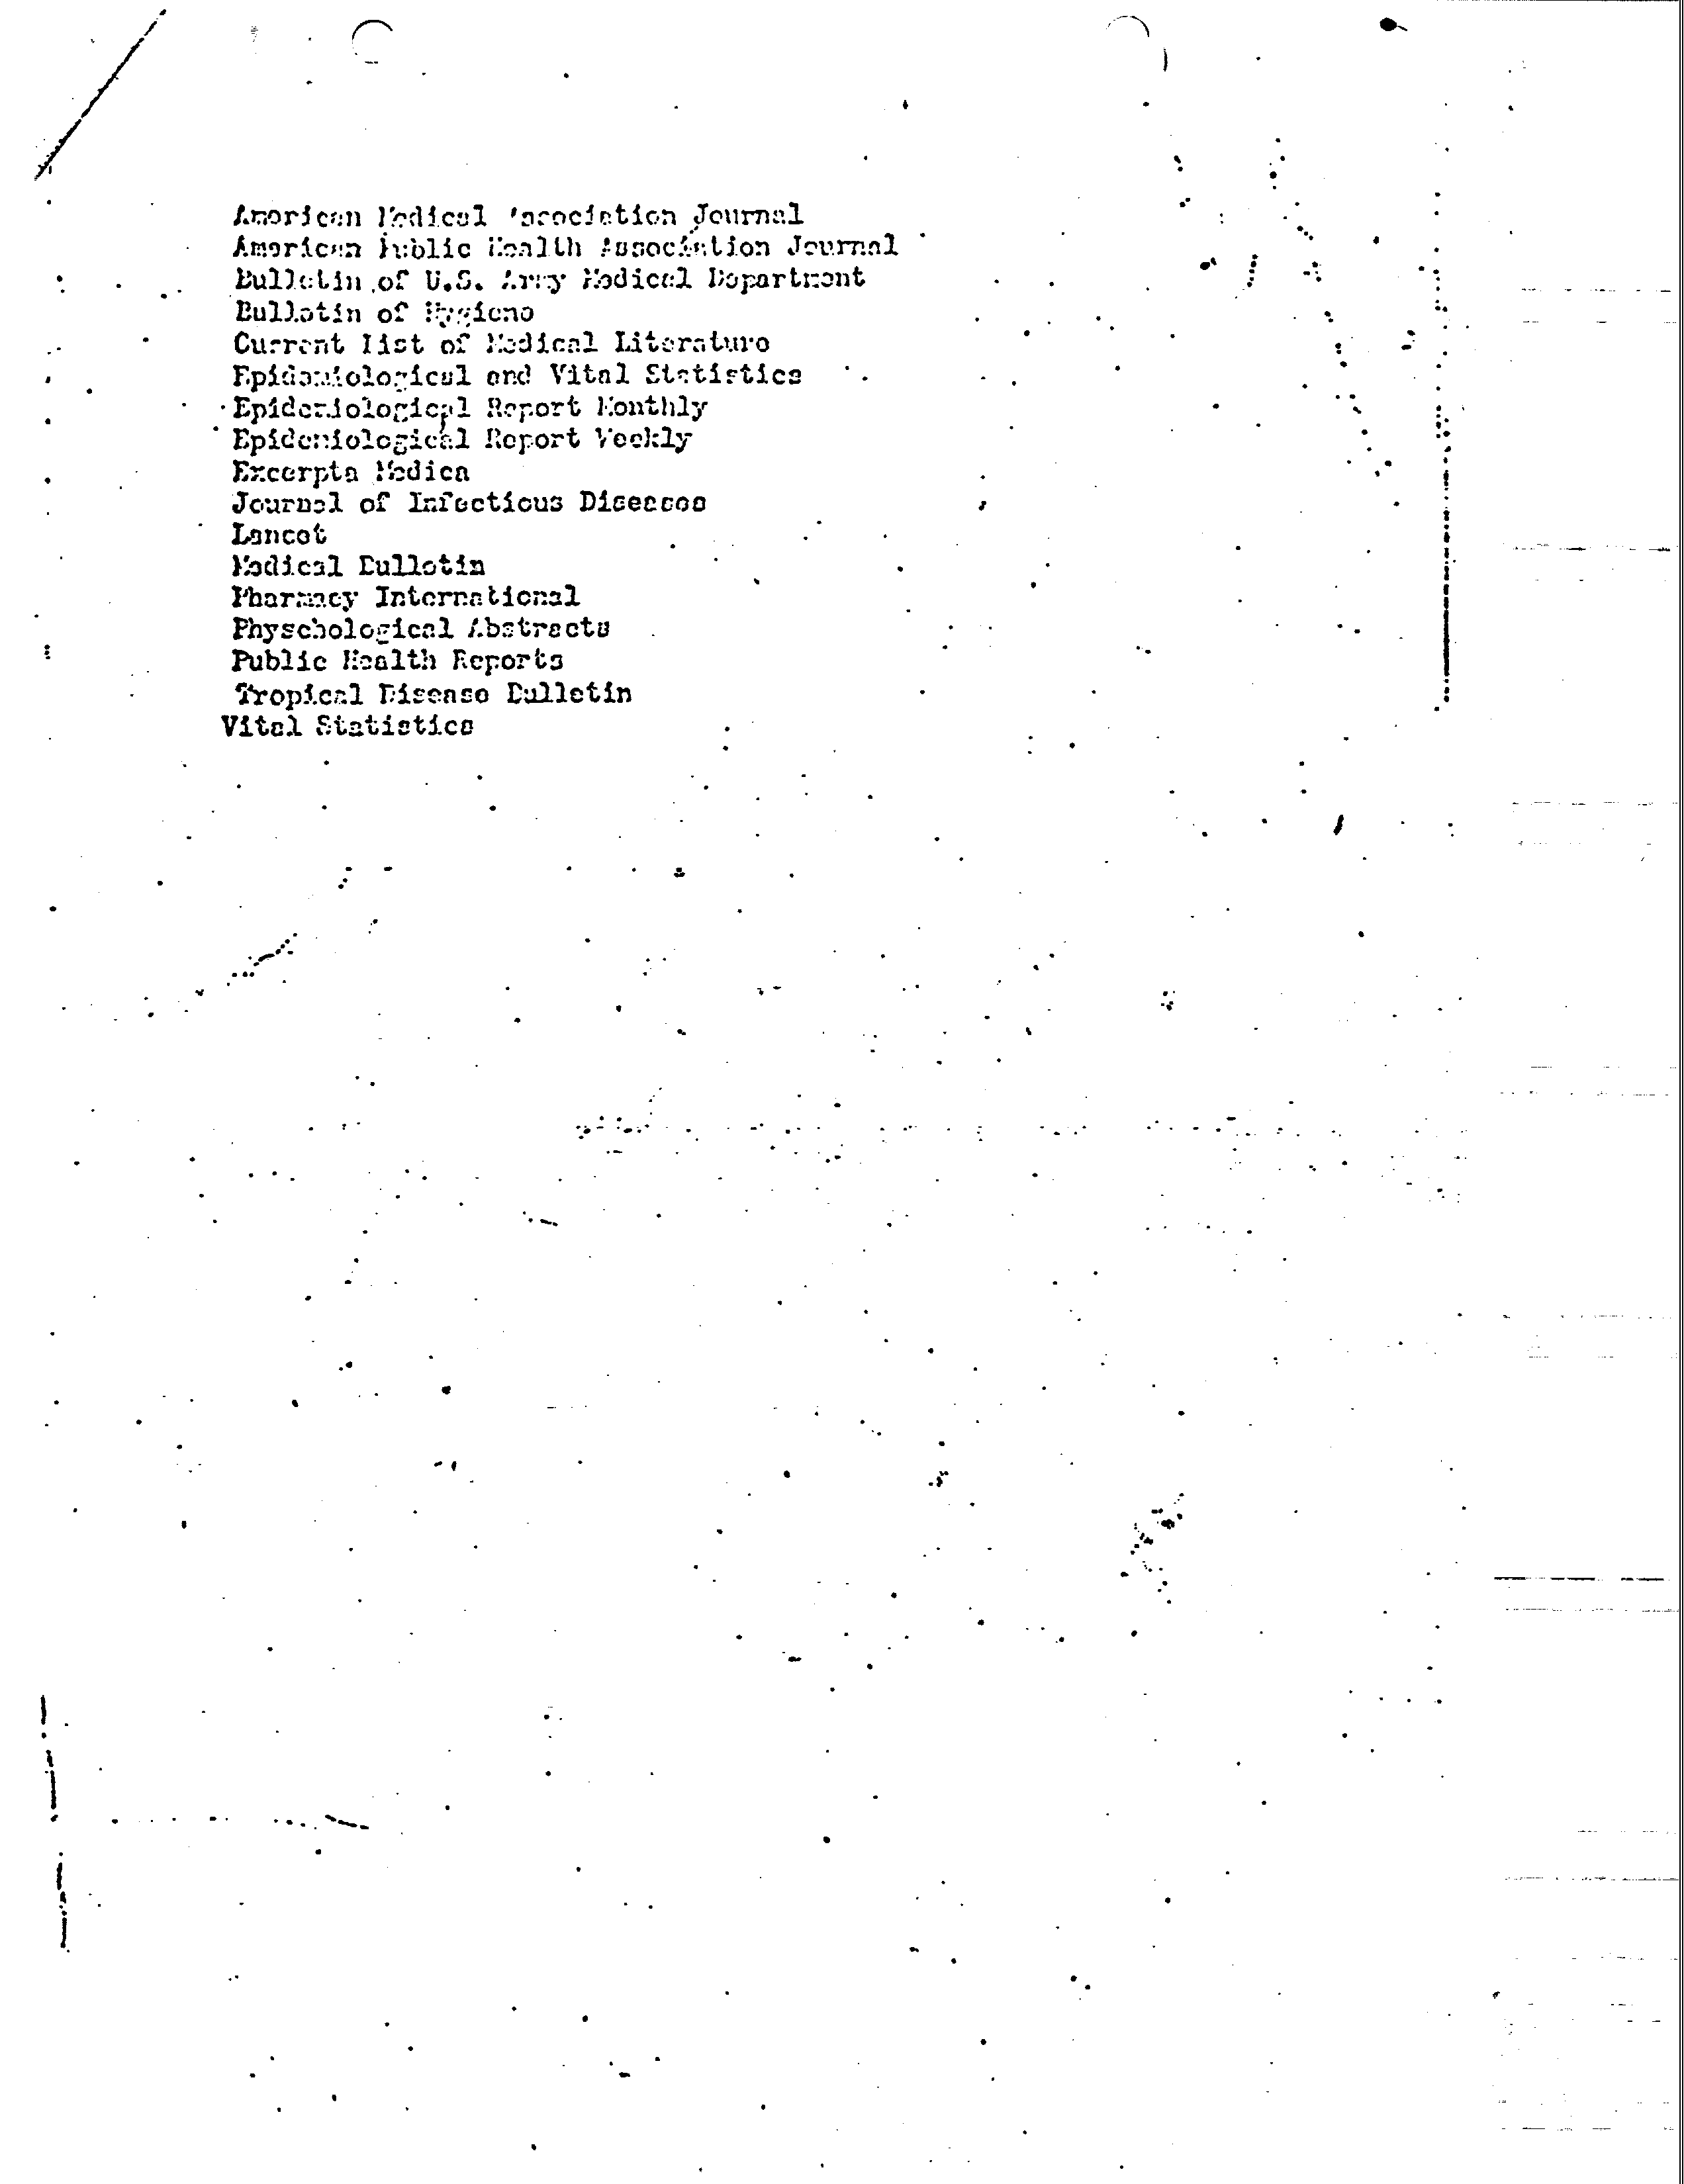 American Medical Association Journal
American Public Health Association Journal
Bulletin of U.S. Army Medical Department
Bulletin of Hygiene
Current List of Medical Literature
Epidemiological and Vital Statistics
Epidemiological Report Monthly
Epidemiological Report Weekly
Excerpta Medica
Journal of Infectious Diseases
Lancet
Medical Bulletin
Pharmacy International
Physchological Abstracts
Public Health Reports
Tropical Disease Bulletin
Vital Statistics